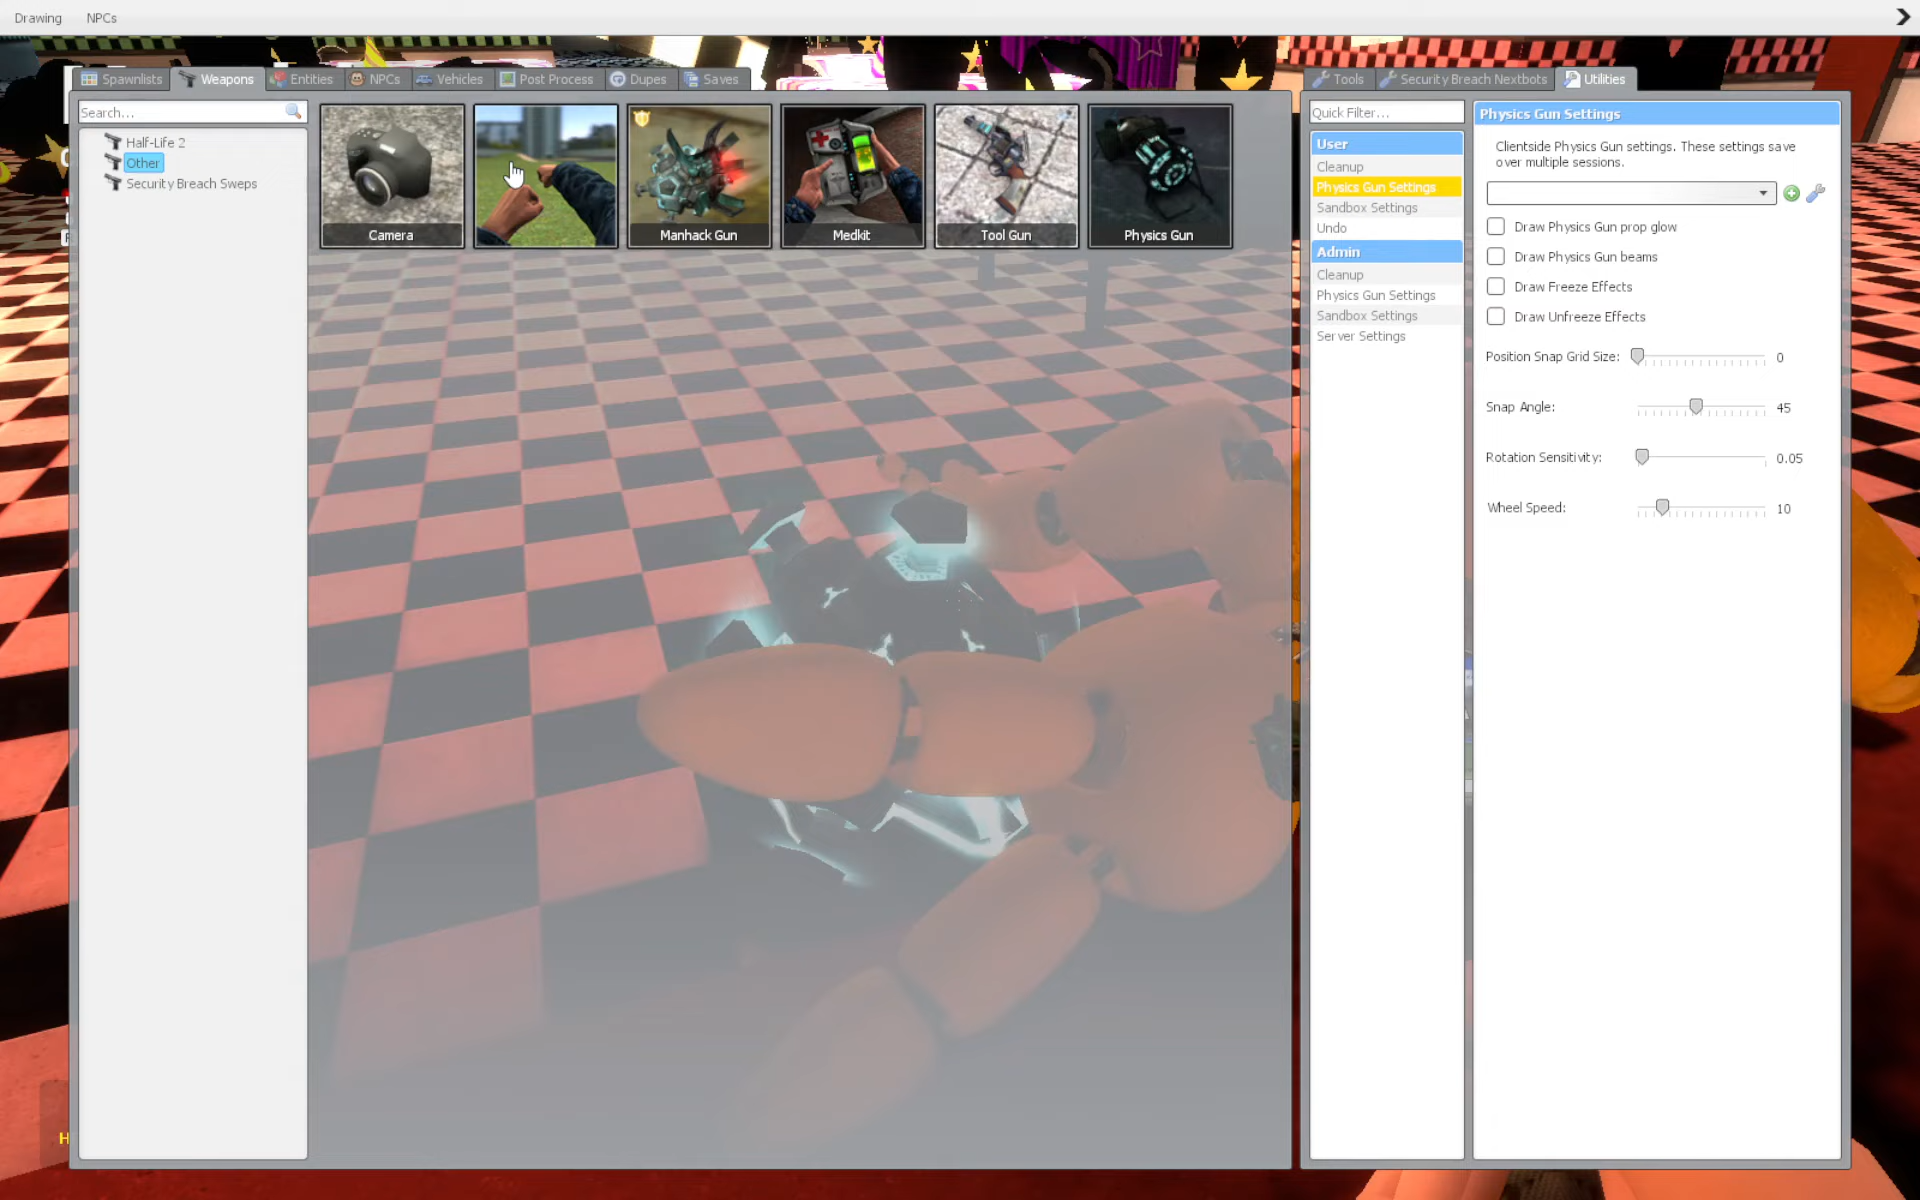 Drawing NPCs
Spawnlists Weapons Entities NPCs Vehicles Post Process Dupes Saves
Search...
Half-Life 2
Other
Security Breach Sweps
Camera
Manhack Gun
Medkit
Tool Gun
Physics Gun
Tools Security Breach Nextbots Utilities
Quick Filter...
User
Cleanup
Physics Gun Settings
Sandbox Settings
Undo
Admin
Cleanup
Physics Gun Settings
Sandbox Settings
Server Settings
Physics Gun Settings
Clientside Physics Gun settings. These settings save
over multiple sessions.
Draw Physics Gun prop glow
Draw Physics Gun beams
Draw Freeze Effects
Draw Unfreeze Effects
Position Snap Grid Size: 0
Snap Angle: 45
Rotation Sensitivity: 0.05
Wheel Speed: 10
H